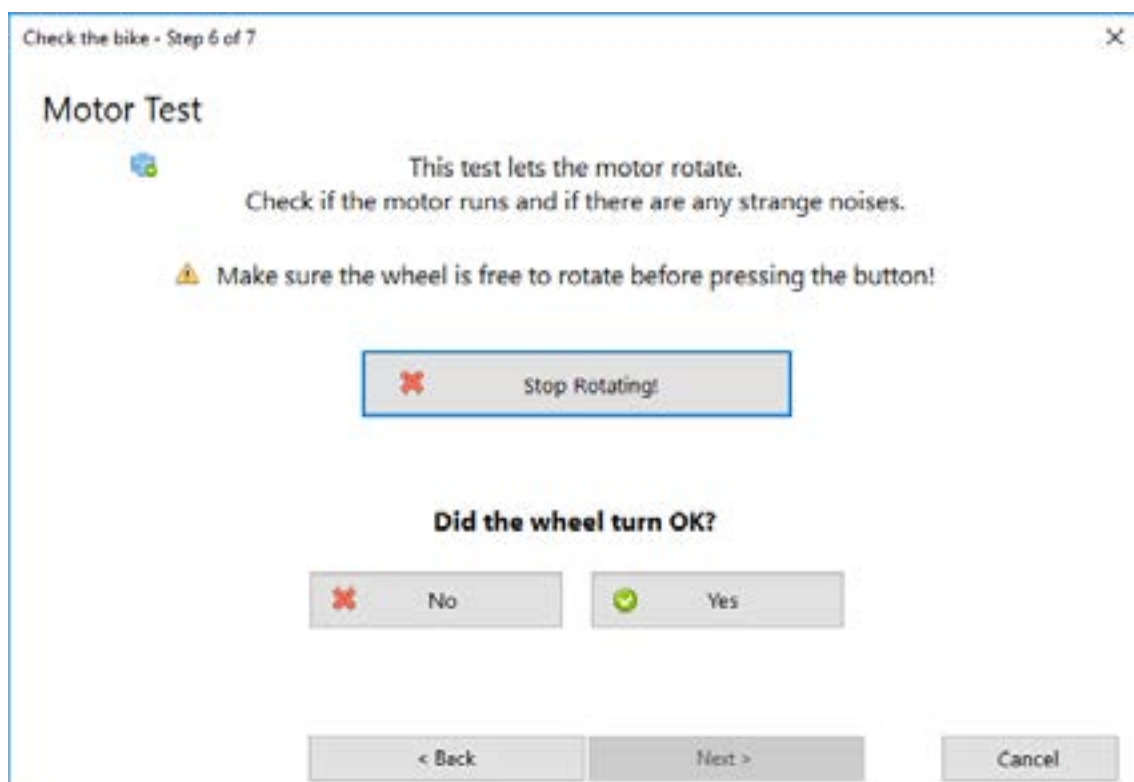 Check the bike - Step 6 of 7
Motor Test
This test lets the motor rotate.
Check if the motor runs and if there are any strange noises.
Make sure the wheel is free to rotate before pressing the button!
Stop Rotating!
Did the wheel turn OK?
No
Yes
< Back
Next >
Cancel